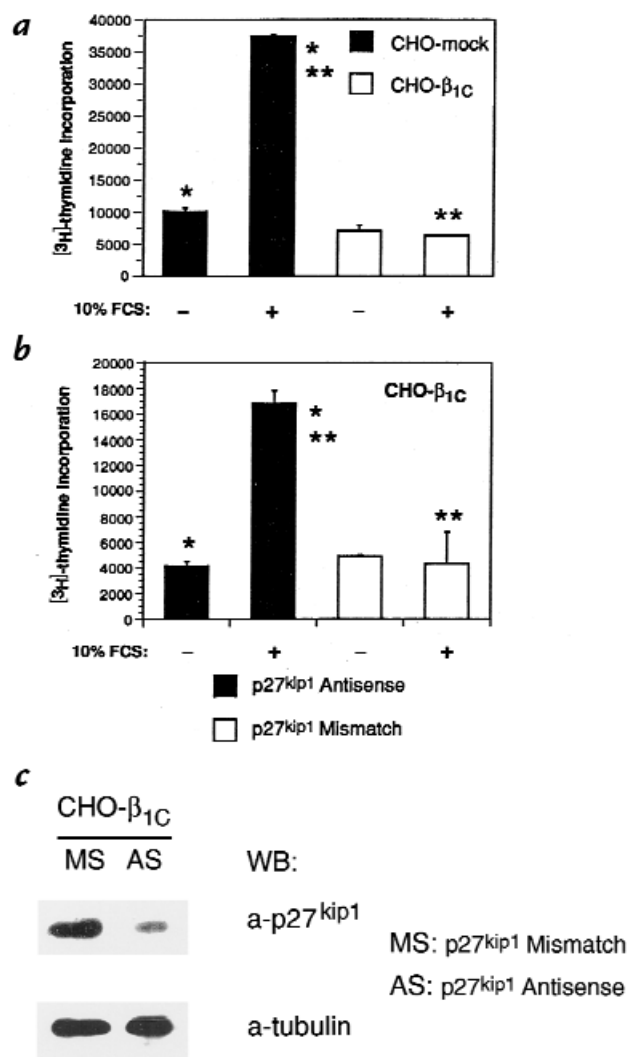 a
[3H]-thymidine Incorporation
40000
35000
30000
25000
20000
15000
10000
5000
0
*
*
**
**
CHO-mock
CHO-β1C
10% FCS: – + – +
b
[3H]-thymidine Incorporation
20000
18000
16000
14000
12000
10000
8000
6000
4000
2000
0
CHO-β1C
*
*
**
**
10% FCS: – + – +
p27kip1 Antisense
p27kip1 Mismatch
c
CHO-β1C
MS AS
WB:
a-p27kip1
MS: p27kip1 Mismatch
AS: p27kip1 Antisense
a-tubulin